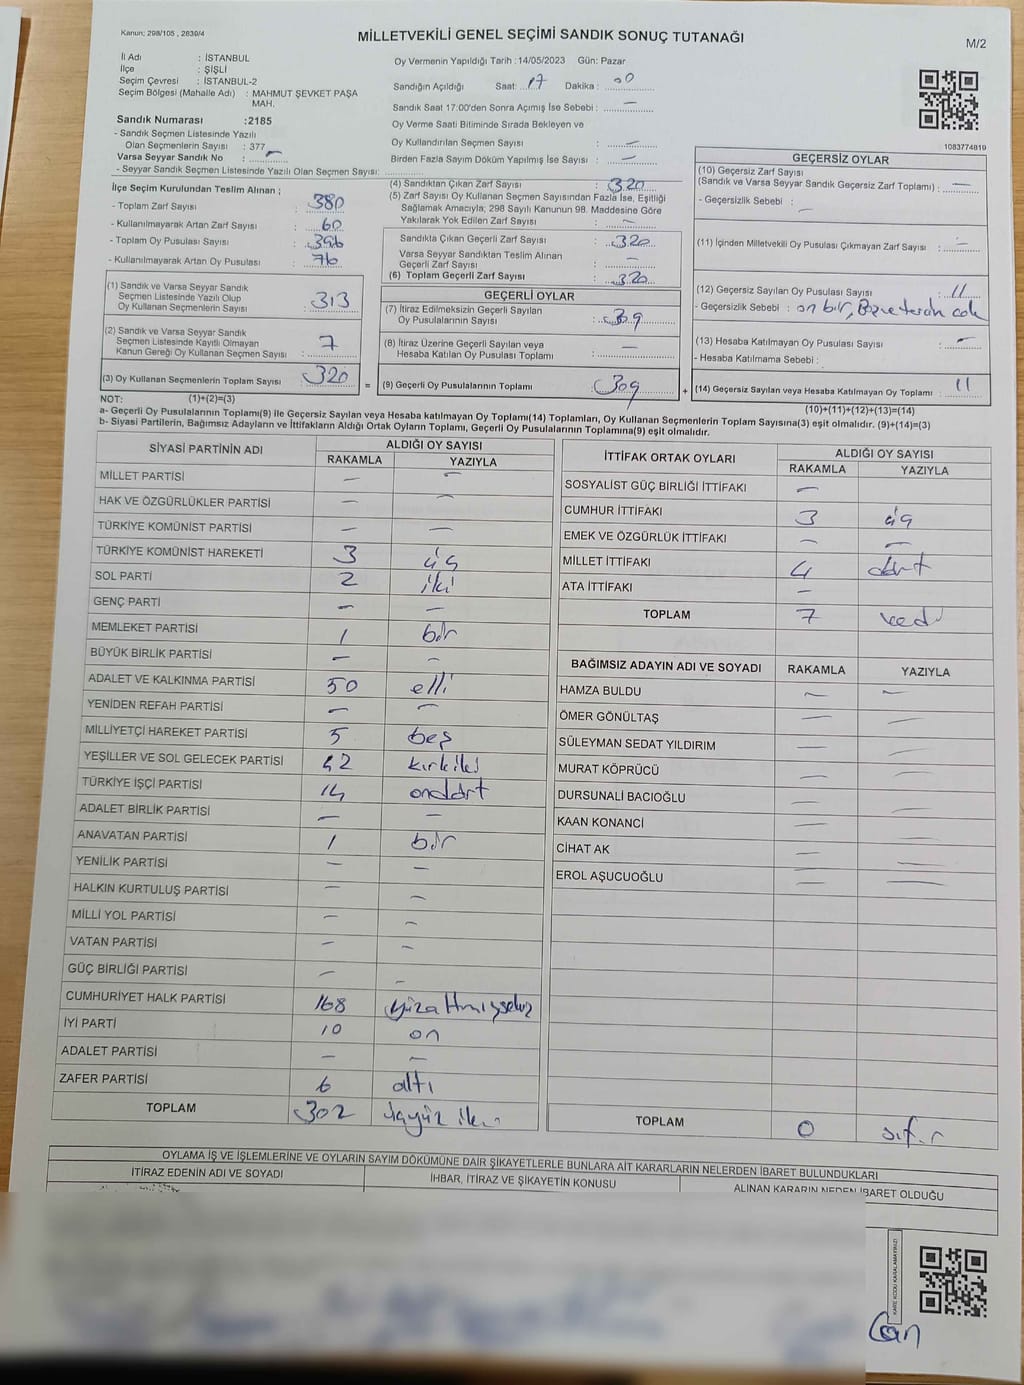 Kanun; 298/105 , 2839/4
MİLLETVEKİLİ GENEL SEÇİMİ SANDIK SONUÇ TUTANAĞI
M/2
İl Adı : İSTANBUL
İlçe : ŞİŞLİ
Seçim Çevresi : İSTANBUL-2
Seçim Bölgesi (Mahalle Adı) : MAHMUT ŞEVKET PAŞA
MAH.
Sandık Numarası :2185
- Sandık Seçmen Listesinde Yazılı
Olan Seçmenlerin Sayısı : 377
Varsa Seyyar Sandık No : –
- Seyyar Sandık Seçmen Listesinde Yazılı Olan Seçmen Sayısı:
Oy Vermenin Yapıldığı Tarih :14/05/2023 Gün: Pazar
Sandığın Açıldığı Saat: 17 Dakika : 00
Sandık Saat 17:00'den Sonra Açımış İse Sebebi : –
Oy Verme Saati Bitiminde Sırada Bekleyen ve
Oy Kullandırılan Seçmen Sayısı : –
Birden Fazla Sayım Döküm Yapılmış İse Sayısı : –
1083774819
İlçe Seçim Kurulundan Teslim Alınan ;
- Toplam Zarf Sayısı : 380
- Kullanılmayarak Artan Zarf Sayısı : 60
- Toplam Oy Pusulası Sayısı : 396
- Kullanılmayarak Artan Oy Pusulası : 76
(1) Sandık ve Varsa Seyyar Sandık
Seçmen Listesinde Yazılı Olup
Oy Kullanan Seçmenlerin Sayısı : 313
(2) Sandık ve Varsa Seyyar Sandık
Seçmen Listesinde Kayıtlı Olmayan
Kanun Gereği Oy Kullanan Seçmen Sayısı : 7
(3) Oy Kullanan Seçmenlerin Toplam Sayısı : 320
(4) Sandıktan Çıkan Zarf Sayısı : 320
(5) Zarf Sayısı Oy Kullanan Seçmen Sayısından Fazla İse, Eşitliği
Sağlamak Amacıyla; 298 Sayılı Kanunun 98. Maddesine Göre
Yakılarak Yok Edilen Zarf Sayısı : –
Sandıkta Çıkan Geçerli Zarf Sayısı : 320
Varsa Seyyar Sandıktan Teslim Alınan
Geçerli Zarf Sayısı : –
(6) Toplam Geçerli Zarf Sayısı : 320
GEÇERLİ OYLAR
(7) İtiraz Edilmeksizin Geçerli Sayılan
Oy Pusulalarının Sayısı : 309
(8) İtiraz Üzerine Geçerli Sayılan veya
Hesaba Katılan Oy Pusulası Toplamı : –
= (9) Geçerli Oy Pusulalarının Toplamı 309
GEÇERSİZ OYLAR
(10) Geçersiz Zarf Sayısı
(Sandık ve Varsa Seyyar Sandık Geçersiz Zarf Toplamı) : –
- Geçersizlik Sebebi : –
(11) İçinden Milletvekili Oy Pusulası Çıkmayan Zarf Sayısı : –
(12) Geçersiz Sayılan Oy Pusulası Sayısı : 11
- Geçersizlik Sebebi : on bir,
(13) Hesaba Katılmayan Oy Pusulası Sayısı : –
- Hesaba Katılmama Sebebi :
+ (14) Geçersiz Sayılan veya Hesaba Katılmayan Oy Toplamı : 11
NOT: (1)+(2)=(3)
(10)+(11)+(12)+(13)=(14)
a- Geçerli Oy Pusulalarının Toplamı(9) ile Geçersiz Sayılan veya Hesaba katılmayan Oy Toplamı(14) Toplamları, Oy Kullanan Seçmenlerin Toplam Sayısına(3) eşit olmalıdır. (9)+(14)=(3)
b- Siyasi Partilerin, Bağımsız Adayların ve İttifakların Aldığı Ortak Oyların Toplamı, Geçerli Oy Pusulalarının Toplamına(9) eşit olmalıdır.
SİYASİ PARTİNİN ADI ALDIĞI OY SAYISI
RAKAMLA YAZIYLA
MİLLET PARTİSİ – –
HAK VE ÖZGÜRLÜKLER PARTİSİ – –
TÜRKİYE KOMÜNİST PARTİSİ – –
TÜRKİYE KOMÜNİST HAREKETİ 3 üç
SOL PARTİ 2 iki
GENÇ PARTİ – –
MEMLEKET PARTİSİ 1 bir
BÜYÜK BİRLİK PARTİSİ – –
ADALET VE KALKINMA PARTİSİ 50 elli
YENİDEN REFAH PARTİSİ – –
MİLLİYETÇİ HAREKET PARTİSİ 5 beş
YEŞİLLER VE SOL GELECEK PARTİSİ 42 kırkiki
TÜRKİYE İŞÇİ PARTİSİ 14 ondört
ADALET BİRLİK PARTİSİ – –
ANAVATAN PARTİSİ 1 bir
YENİLİK PARTİSİ – –
HALKIN KURTULUŞ PARTİSİ – –
MİLLİ YOL PARTİSİ – –
VATAN PARTİSİ – –
GÜÇ BİRLİĞİ PARTİSİ – –
CUMHURİYET HALK PARTİSİ 168 yüzaltmışsekiz
İYİ PARTİ 10 on
ADALET PARTİSİ – –
ZAFER PARTİSİ 6 altı
TOPLAM 302 üçyüz iki
İTTİFAK ORTAK OYLARI ALDIĞI OY SAYISI
RAKAMLA YAZIYLA
SOSYALİST GÜÇ BİRLİĞİ İTTİFAKI –
CUMHUR İTTİFAKI 3 üç
EMEK VE ÖZGÜRLÜK İTTİFAKI – –
MİLLET İTTİFAKI 4 dört
ATA İTTİFAKI –
TOPLAM 7 yedi
BAĞIMSIZ ADAYIN ADI VE SOYADI RAKAMLA YAZIYLA
HAMZA BULDU – –
ÖMER GÖNÜLTAŞ – –
SÜLEYMAN SEDAT YILDIRIM – –
MURAT KÖPRÜCÜ – –
DURSUNALİ BACIOĞLU – –
KAAN KONANCİ – –
CİHAT AK – –
EROL AŞUCUOĞLU – –
TOPLAM 0 sıfır
OYLAMA İŞ VE İŞLEMLERİNE VE OYLARIN SAYIM DÖKÜMÜNE DAİR ŞİKAYETLERLE BUNLARA AİT KARARLARIN NELERDEN İBARET BULUNDUKLARI
İTİRAZ EDENİN ADI VE SOYADI İHBAR, İTİRAZ VE ŞİKAYETİN KONUSU ALINAN KARARIN NEDEN İBARET OLDUĞU
KARE KODU KARALAMAYINIZ!
Can